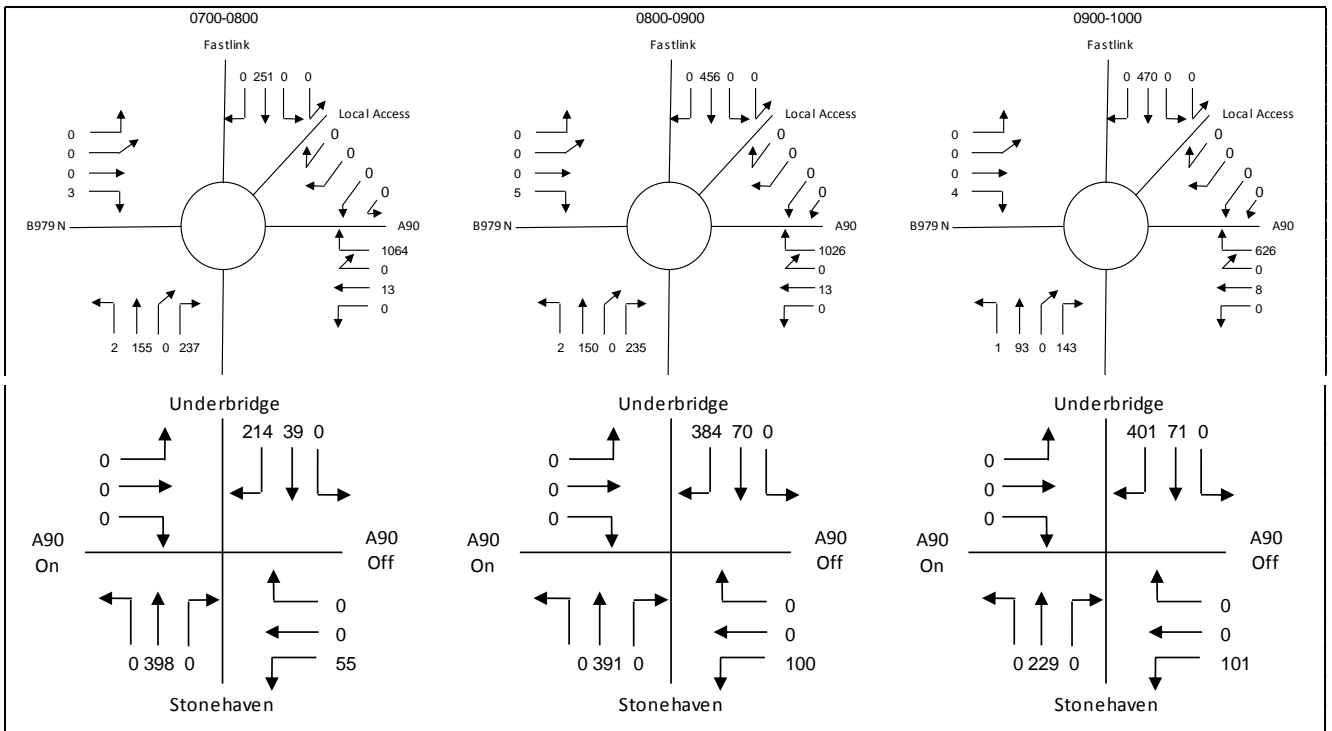 0700-0800
Fastlink
0 251 0 0
Local Access
0
0
0
3
0
0
0
0
B979 N
A90
1064
0
13
0
2 155 0 237
0800-0900
Fastlink
0 456 0 0
Local Access
0
0
0
5
0
0
0
0
B979 N
A90
1026
0
13
0
2 150 0 235
0900-1000
Fastlink
0 470 0 0
Local Access
0
0
0
4
0
0
0
0
B979 N
A90
626
0
8
0
1 93 0 143
Underbridge
214 39 0
0
0
0
A90
On
A90
Off
0
0
55
0 398 0
Stonehaven
Underbridge
384 70 0
0
0
0
A90
On
A90
Off
0
0
100
0 391 0
Stonehaven
Underbridge
401 71 0
0
0
0
A90
On
A90
Off
0
0
101
0 229 0
Stonehaven